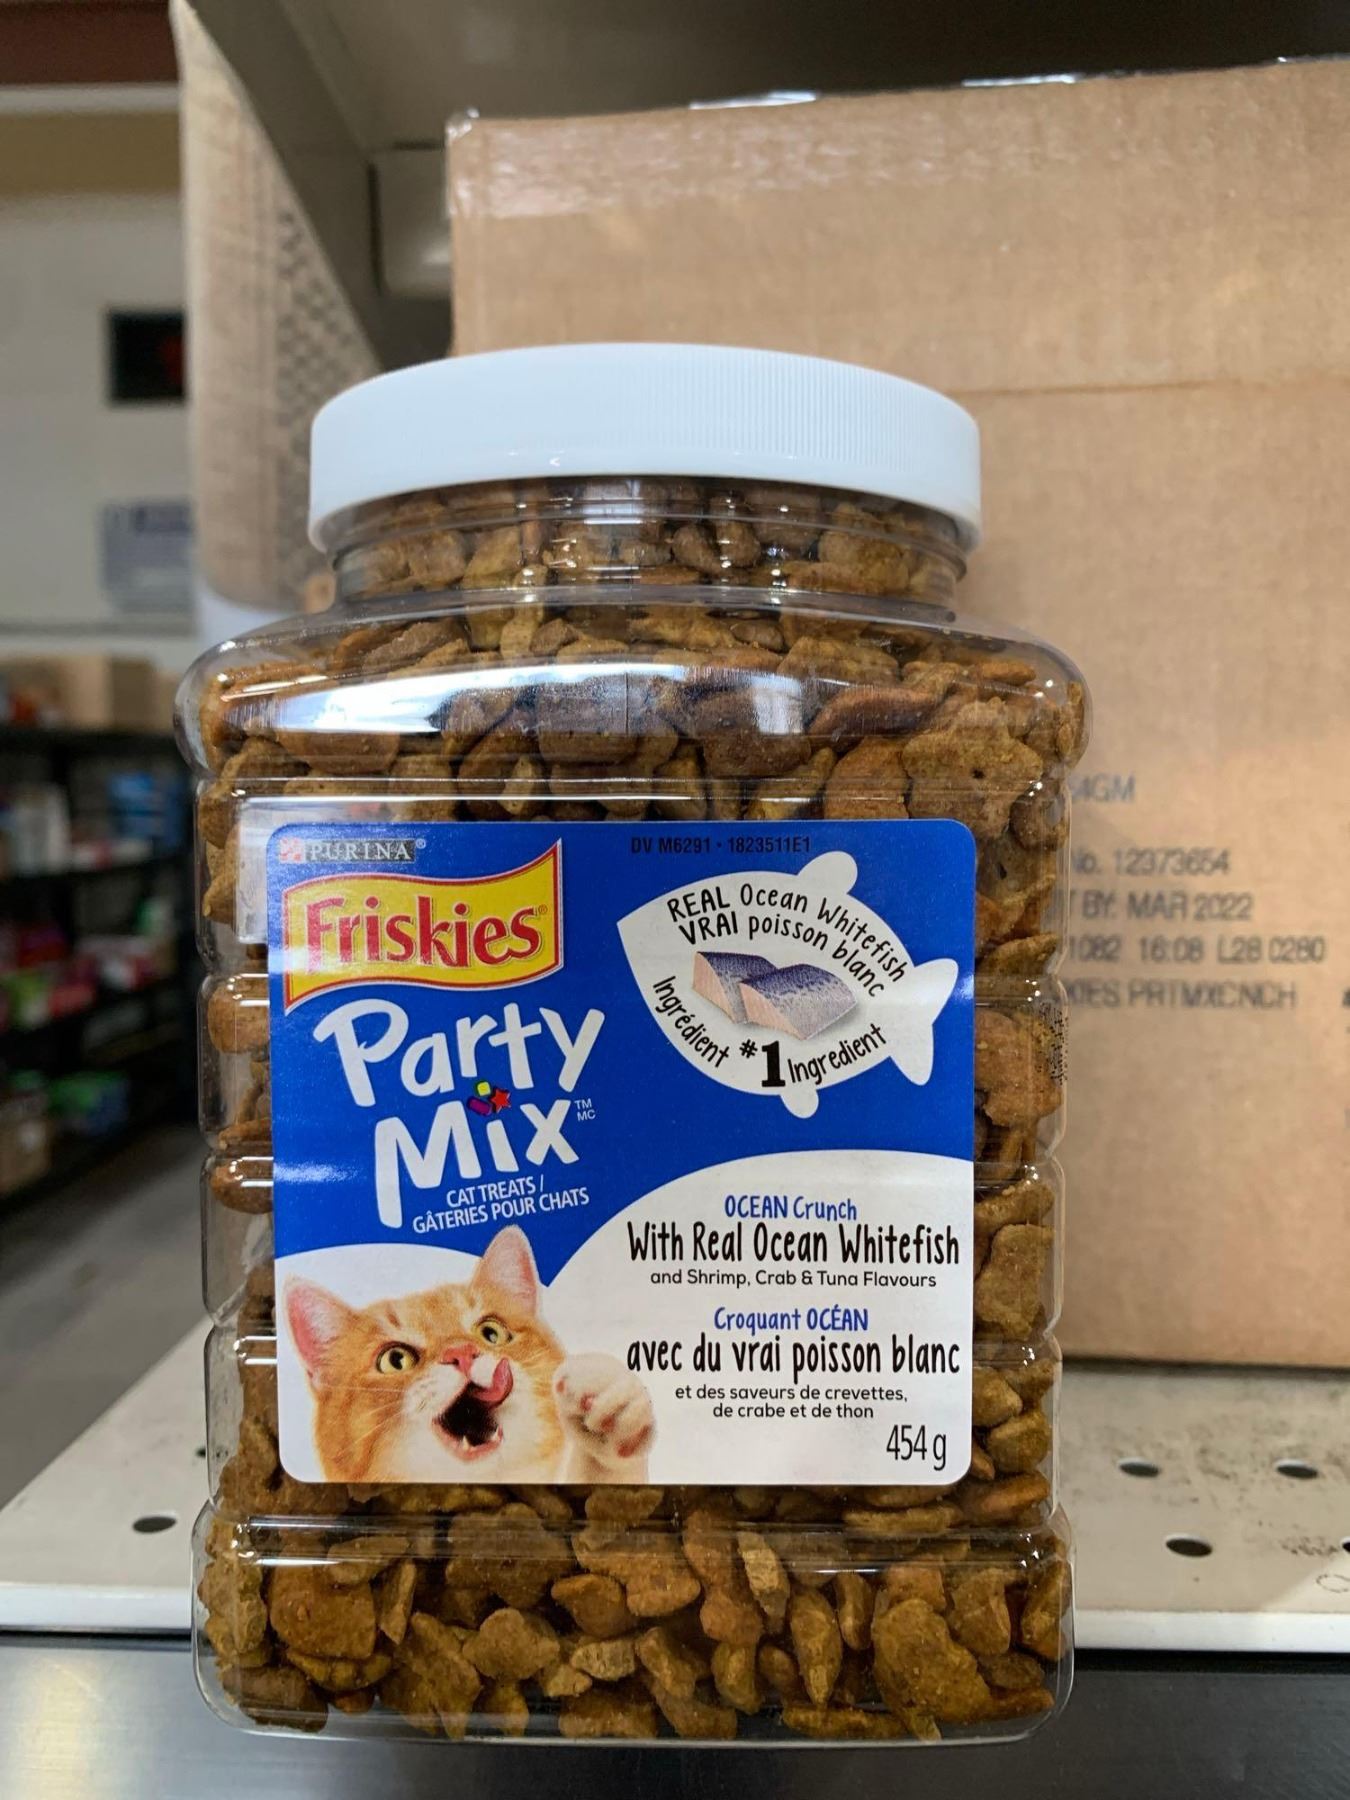 PURINA®
Friskies®
Party
Mix
TM
MC
CAT TREATS /
GÂTERIES POUR CHATS
DV M6291 • 1823511E1
REAL Ocean Whitefish
VRAI poisson blanc
Ingrédient #1 Ingredient
OCEAN Crunch
With Real Ocean Whitefish
and Shrimp, Crab & Tuna Flavours
Croquant OCÉAN
avec du vrai poisson blanc
et des saveurs de crevettes,
de crabe et de thon
454 g
4GM
12373654
BY MAR 2022
1082 16:08 L28 0280
PRTMXCNCH